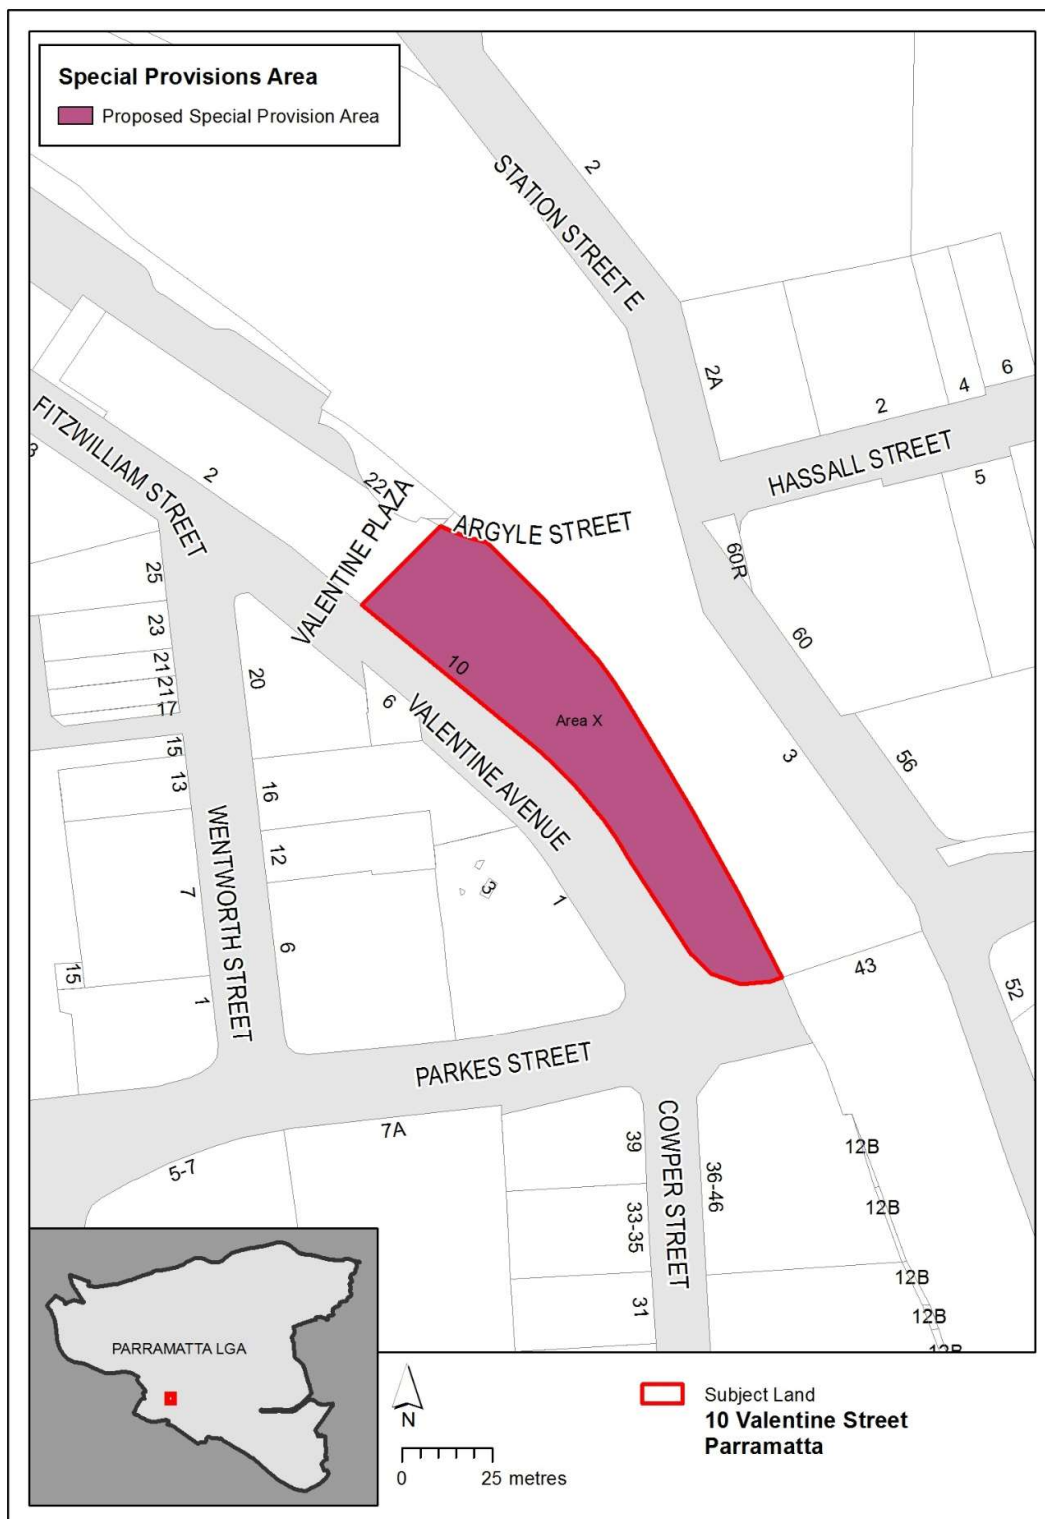 Special Provisions Area
Proposed Special Provision Area
2
STATION STREET E
2A
2
4
6
HASSALL STREET
5
FITZWILLIAM STREET
2
22
VALENTINE PLAZA
ARGYLE STREET
60R
60
25
23
21
21
17
15
13
20
10
6
VALENTINE AVENUE
Area X
3
56
16
12
WENTWORTH STREET
7
3
1
6
15
1
43
52
PARKES STREET
7A
5-7
COWPER STREET
39
36-46
33-35
31
12B
12B
12B
12B
12B
PARRAMATTA LGA
N
0 25 metres
Subject Land
10 Valentine Street
Parramatta